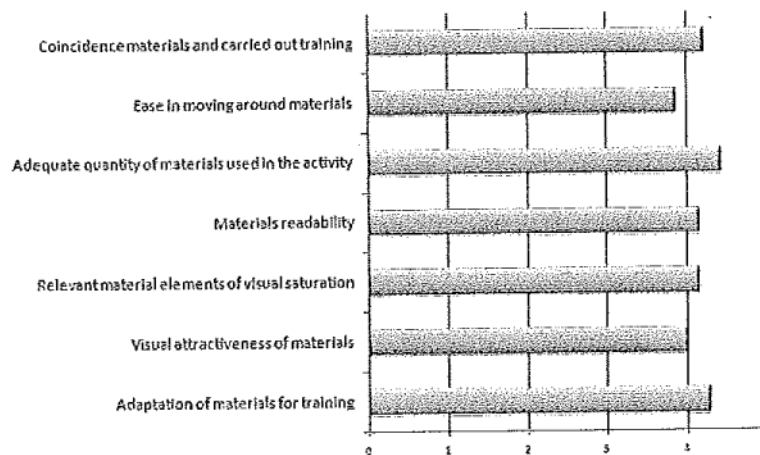 Coincidence materials and carried out training
Ease in moving around materials
Adequate quantity of materials used in the activity
Materials readability
Relevant material elements of visual saturation
Visual attractiveness of materials
Adaptation of materials for training
0 1 2 3 4